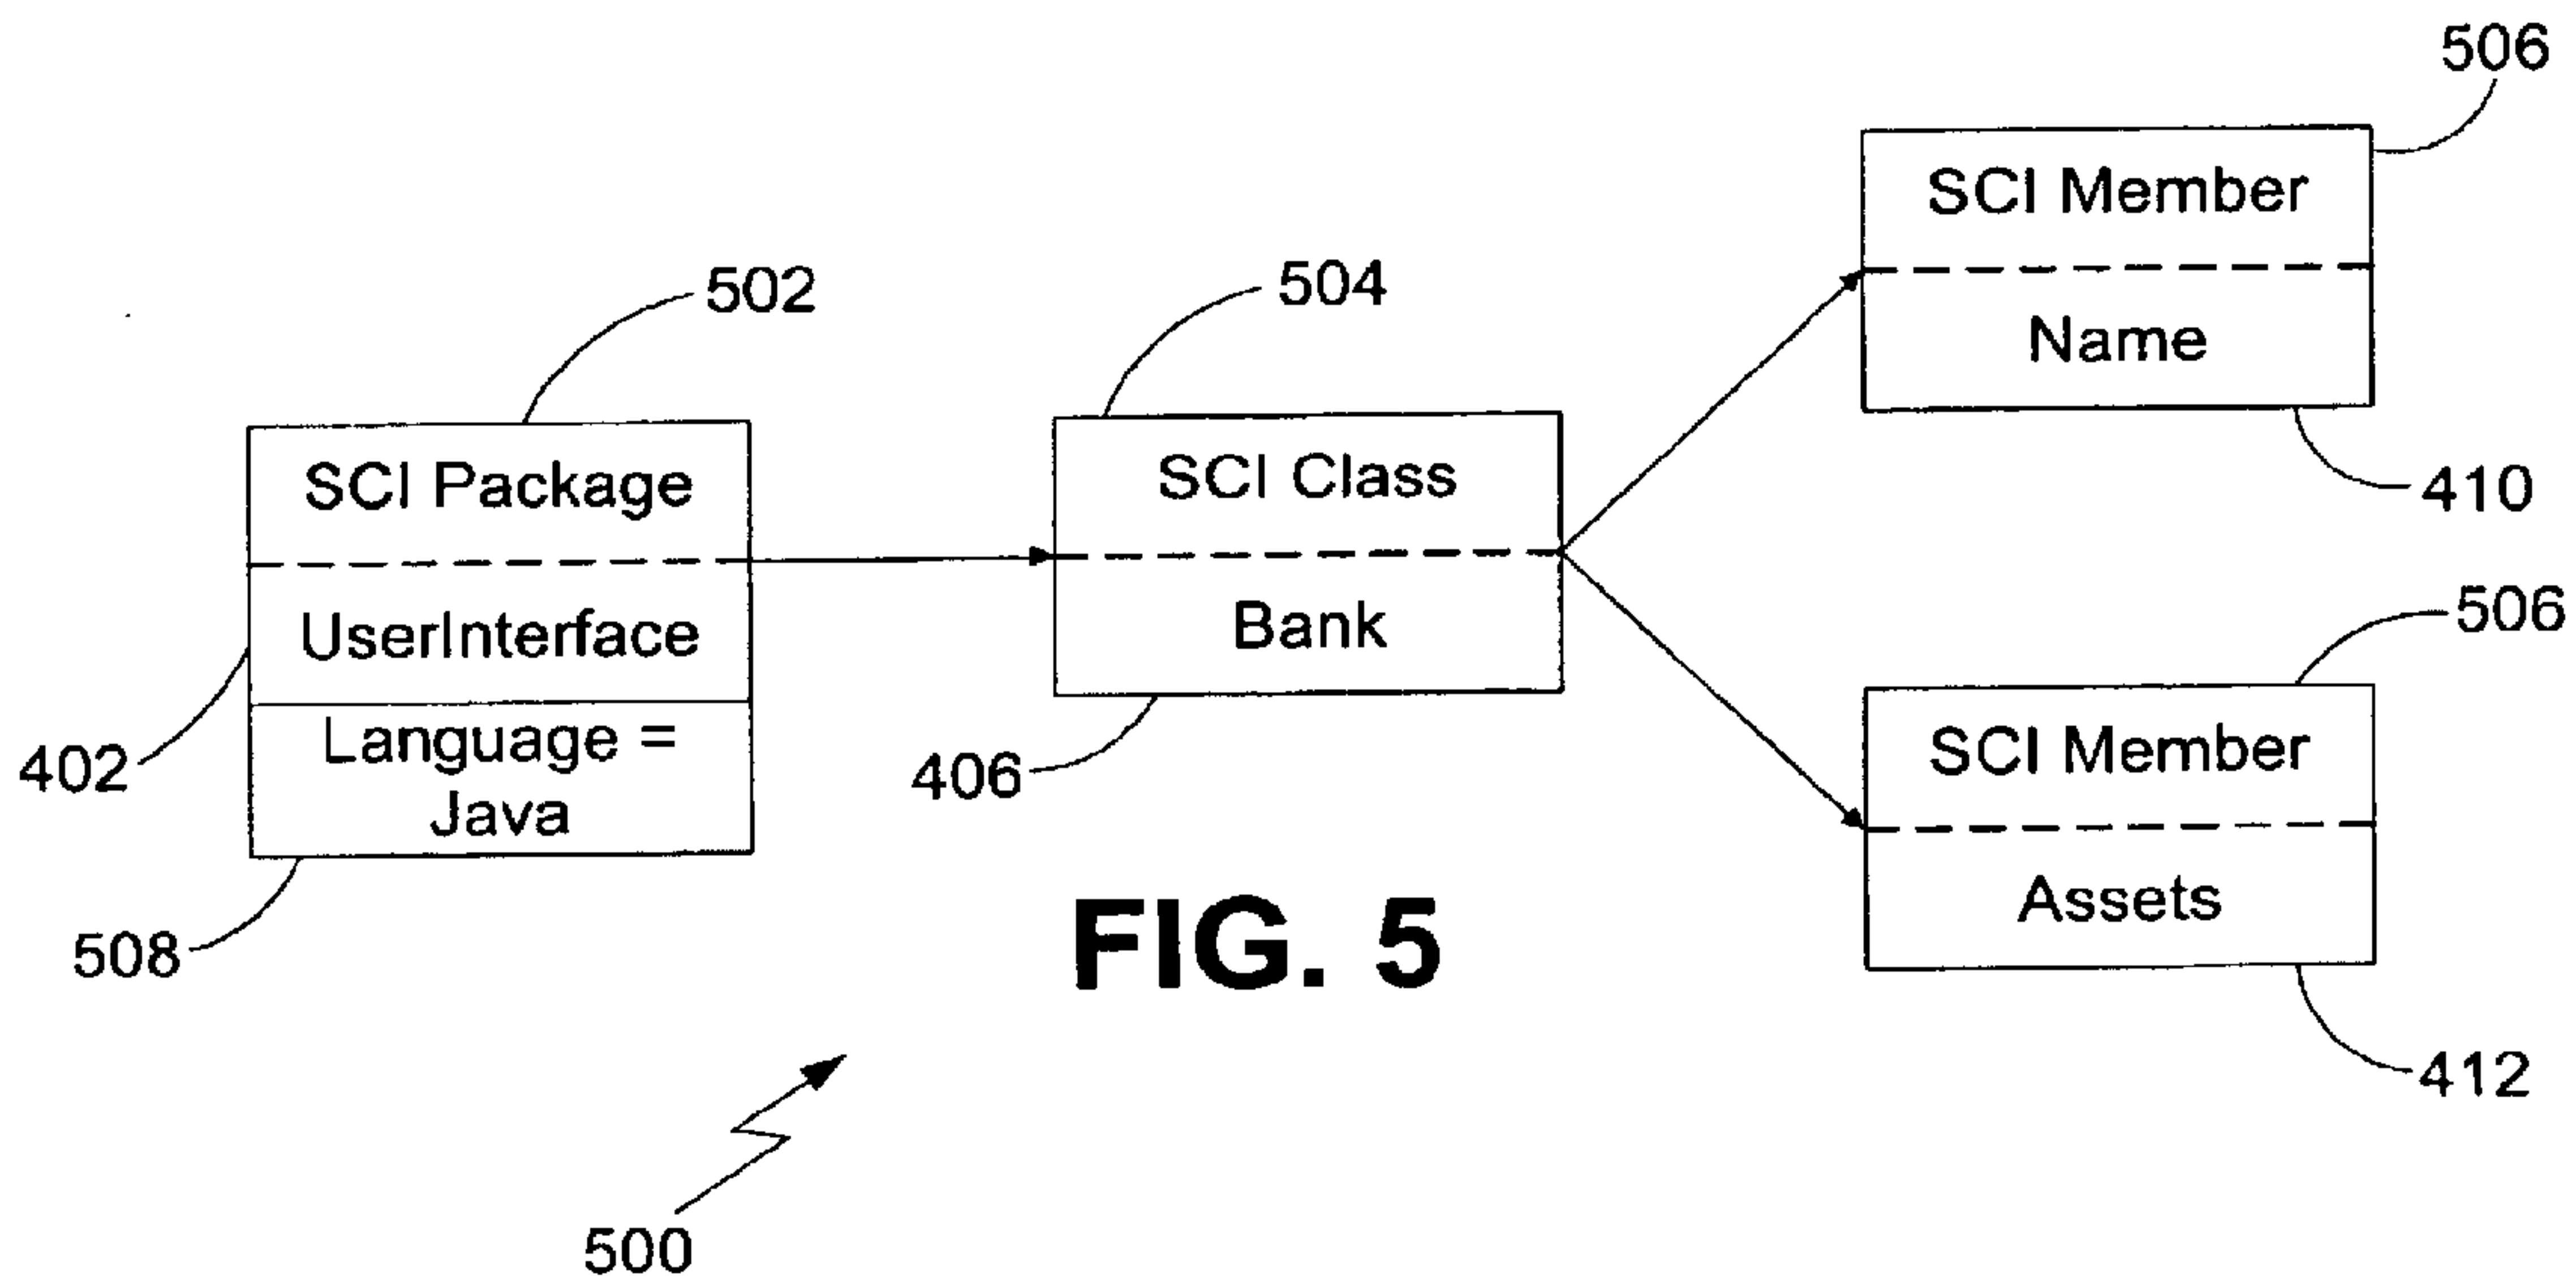 506
SCI Member
Name
410
502
504
SCI Package
UserInterface
Language =
Java
402
508
SCI Class
Bank
406
506
SCI Member
Assets
412
FIG. 5
500